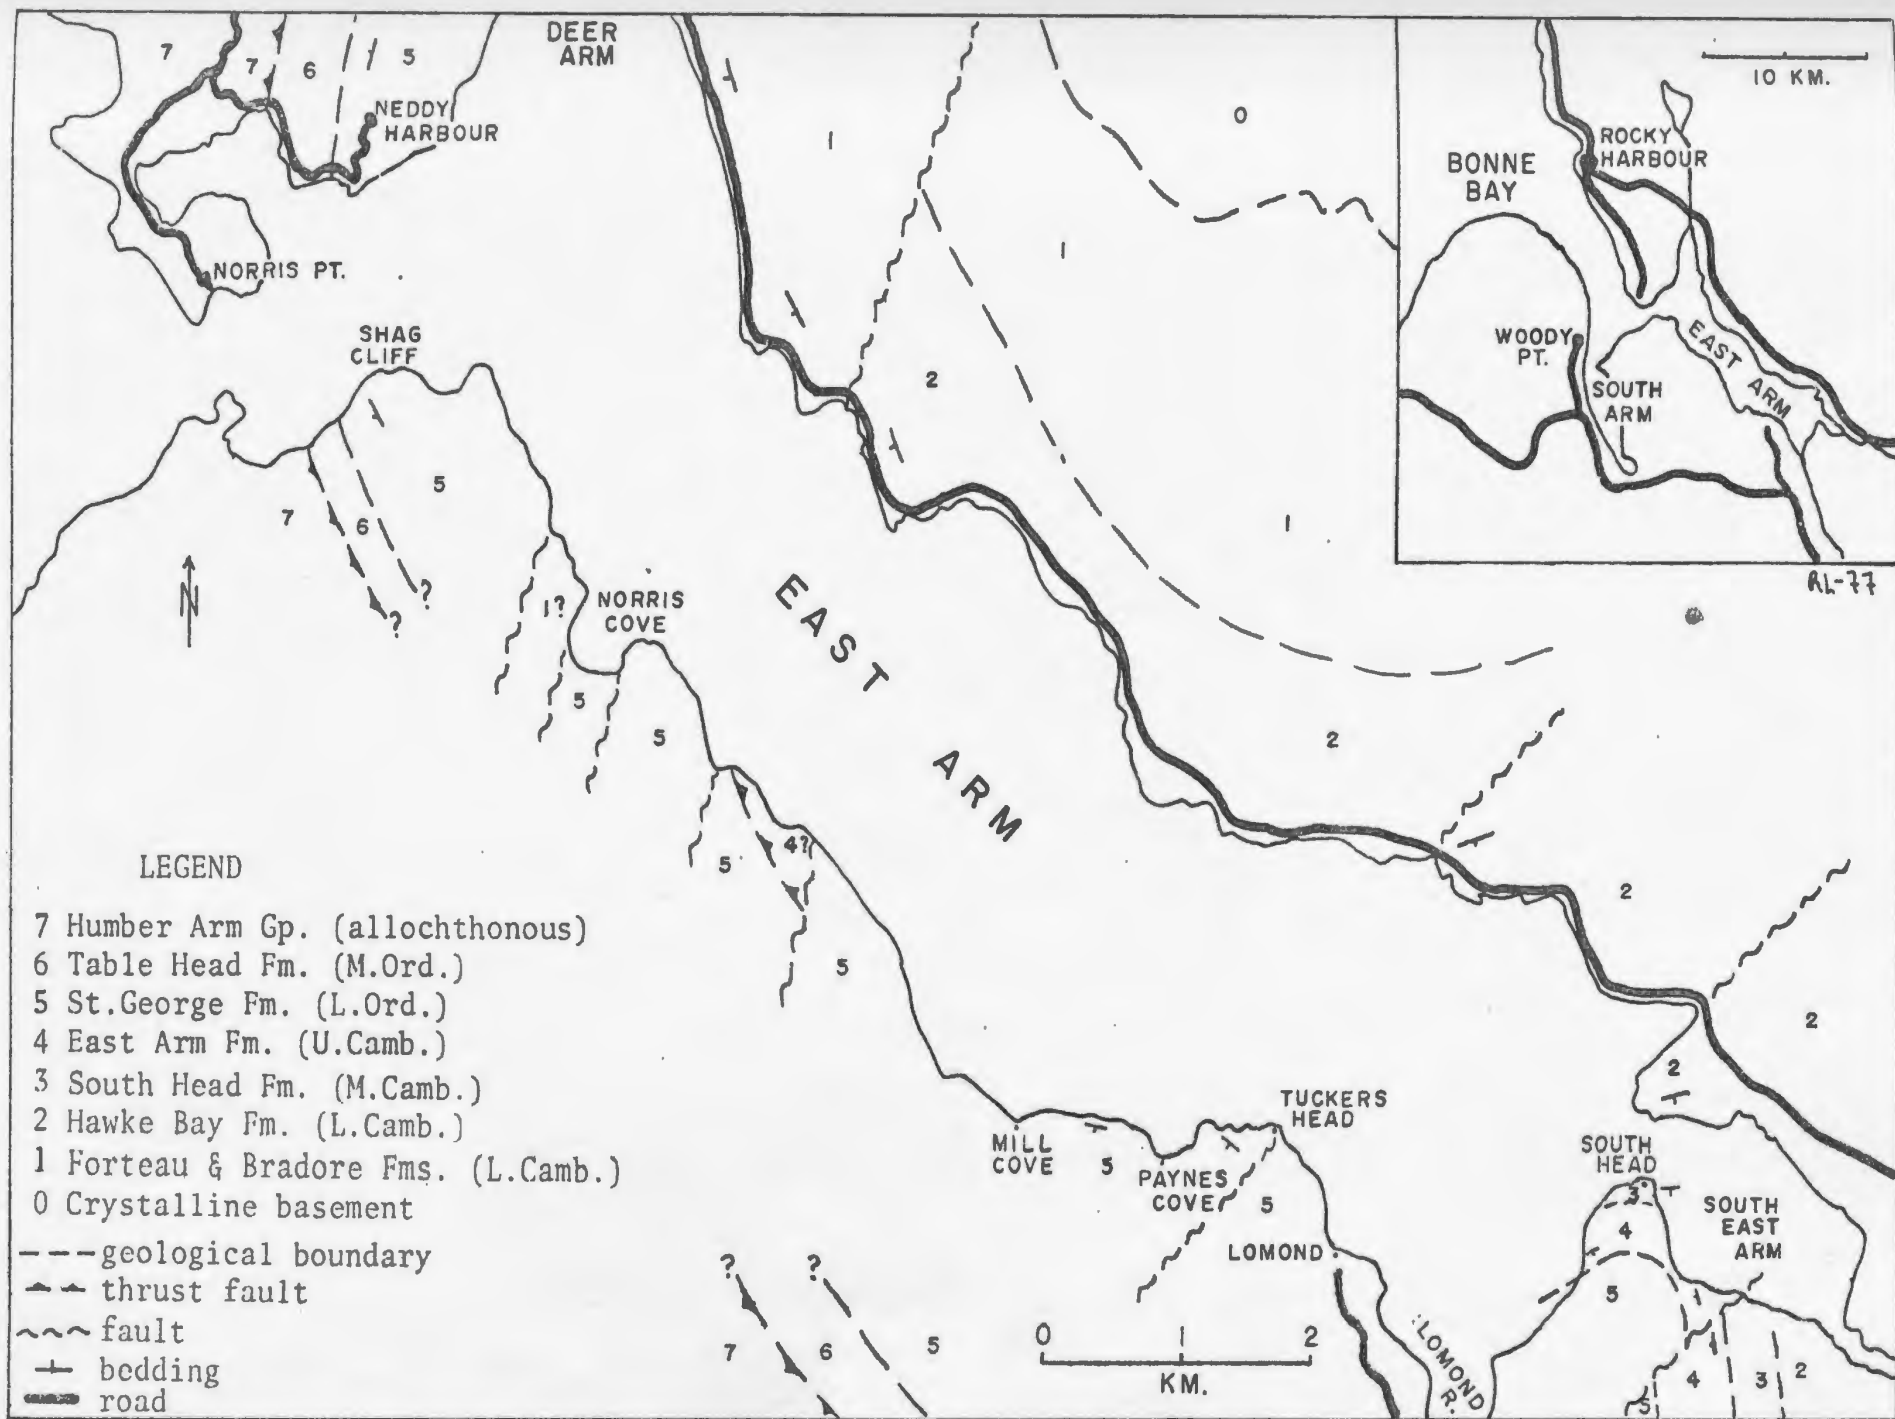 DEER
ARM
7
7
6
5
NEDDY
HARBOUR
NORRIS PT.
1
0
1
SHAG
CLIFF
2
5
7
6
?
?
1
N
1?
NORRIS
COVE
5
5
EAST
ARM
2
5
4?
5
2
2
2
MILL
COVE
5
PAYNES
COVE
TUCKERS
HEAD
5
LOMOND
LOMOND
R.
SOUTH
HEAD
3
4
5
SOUTH
EAST
ARM
5
4
3
2
?
?
7
6
5
0 1 2
KM.
10 KM.
BONNE
BAY
ROCKY
HARBOUR
WOODY
PT.
SOUTH
ARM
EAST ARM
RL-77
LEGEND
7 Humber Arm Gp. (allochthonous)
6 Table Head Fm. (M.Ord.)
5 St.George Fm. (L.Ord.)
4 East Arm Fm. (U.Camb.)
3 South Head Fm. (M.Camb.)
2 Hawke Bay Fm. (L.Camb.)
1 Forteau & Bradore Fms. (L.Camb.)
0 Crystalline basement
geological boundary
thrust fault
fault
bedding
road